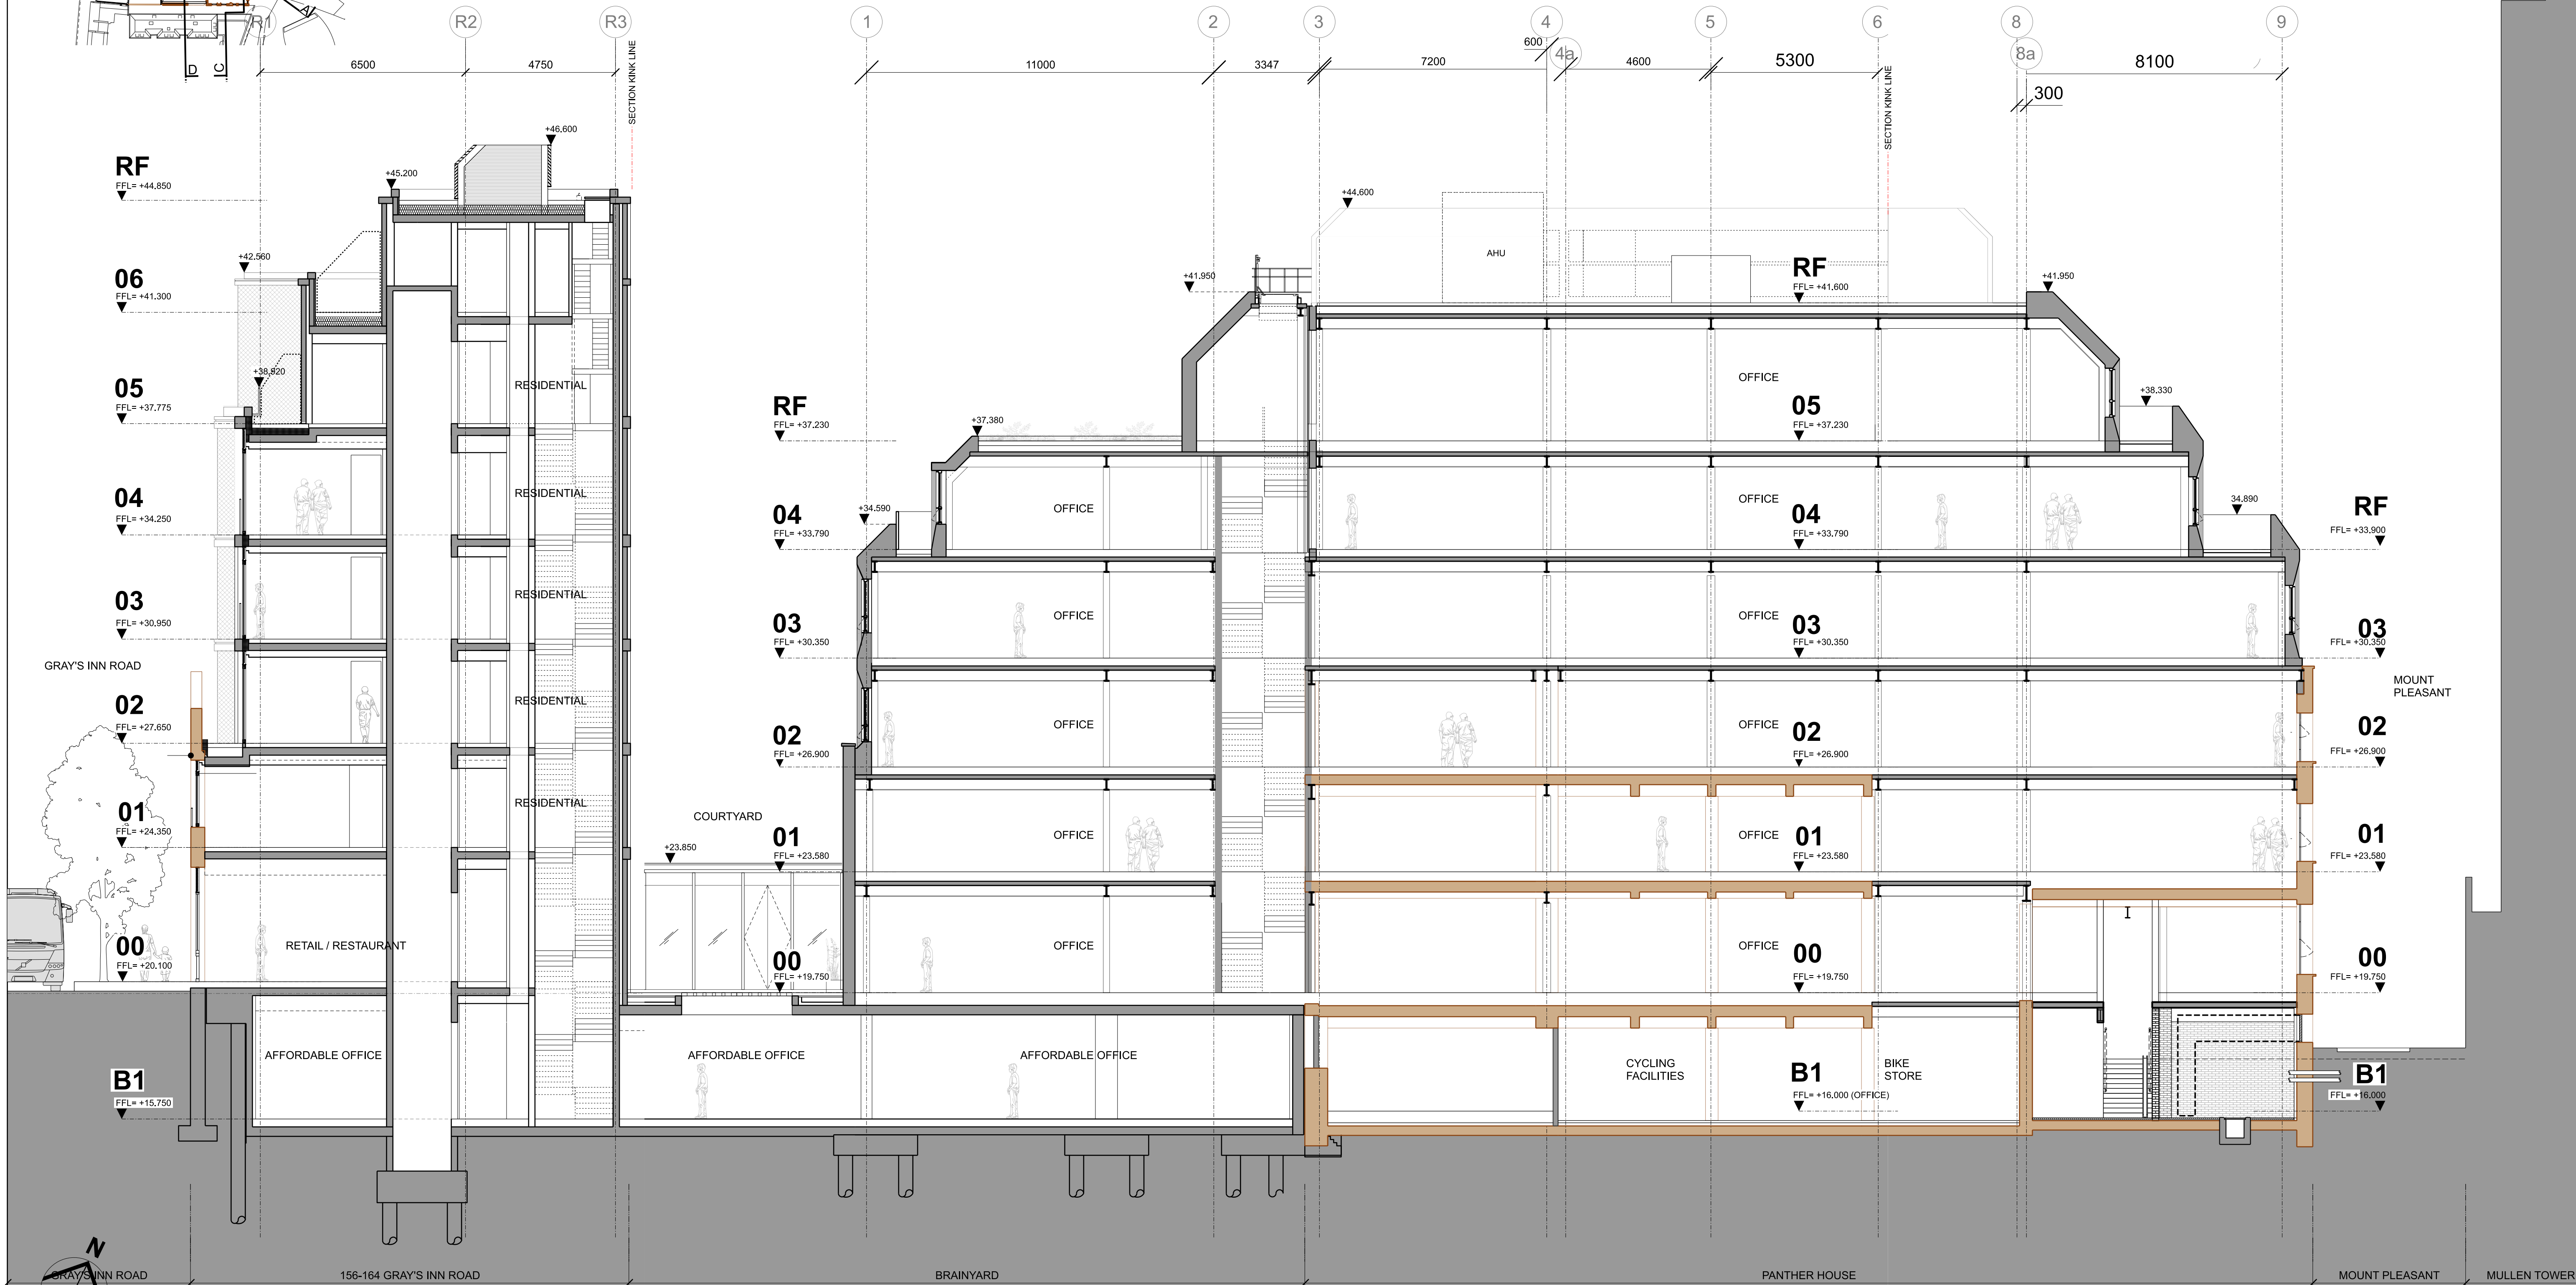 R1
R2
R3
1
2
3
4
5
6
8
9
4a
8a
D
C
SECTION KINK LINE
SECTION KINK LINE
6500
4750
11000
3347
7200
600
4600
5300
8100
300
+46.600
+45.200
+44.600
+42.560
+41.950
+41.950
+38.920
+38.330
+37.380
+34.590
34.890
+23.850
RF
FFL= +44.850
06
FFL= +41.300
05
FFL= +37.775
04
FFL= +34.250
03
FFL= +30.950
GRAY'S INN ROAD
02
FFL= +27.650
01
FFL= +24.350
00
FFL= +20.100
B1
FFL= +15.750
RESIDENTIAL
RESIDENTIAL
RESIDENTIAL
RESIDENTIAL
RESIDENTIAL
RETAIL / RESTAURANT
AFFORDABLE OFFICE
COURTYARD
RF
FFL= +37.230
04
FFL= +33.790
03
FFL= +30.350
02
FFL= +26.900
01
FFL= +23.580
00
FFL= +19.750
OFFICE
OFFICE
OFFICE
OFFICE
OFFICE
AFFORDABLE OFFICE
AFFORDABLE OFFICE
AHU
RF
FFL= +41.600
OFFICE
05
FFL= +37.230
OFFICE
04
FFL= +33.790
OFFICE
03
FFL= +30.350
OFFICE
02
FFL= +26.900
OFFICE
01
FFL= +23.580
OFFICE
00
FFL= +19.750
CYCLING
FACILITIES
B1
FFL= +16.000 (OFFICE)
BIKE
STORE
RF
FFL= +33.900
03
FFL= +30.350
MOUNT
PLEASANT
02
FFL= +26.900
01
FFL= +23.580
00
FFL= +19.750
B1
FFL= +16.000
N
GRAY'S INN ROAD
156-164 GRAY'S INN ROAD
BRAINYARD
PANTHER HOUSE
MOUNT PLEASANT
MULLEN TOWER